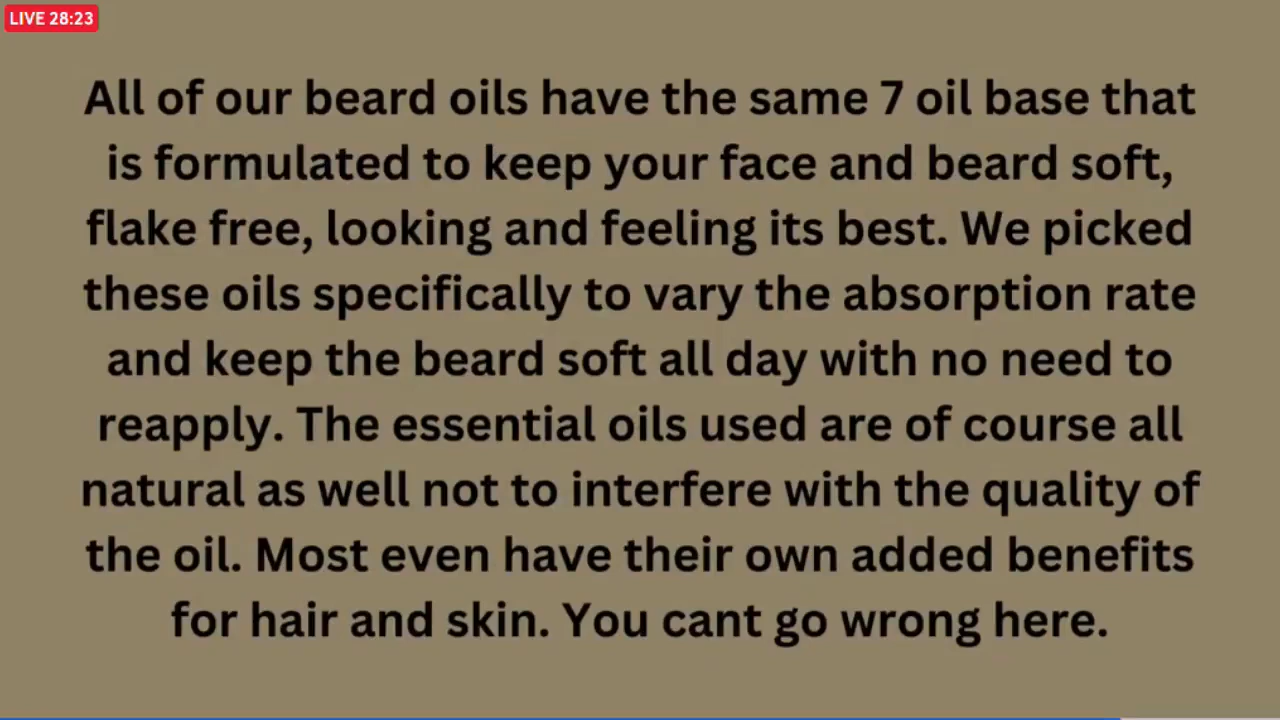 LIVE 28:23
All of our beard oils have the same 7 oil base that
is formulated to keep your face and beard soft,
flake free, looking and feeling its best. We picked
these oils specifically to vary the absorption rate
and keep the beard soft all day with no need to
reapply. The essential oils used are of course all
natural as well not to interfere with the quality of
the oil. Most even have their own added benefits
for hair and skin. You cant go wrong here.